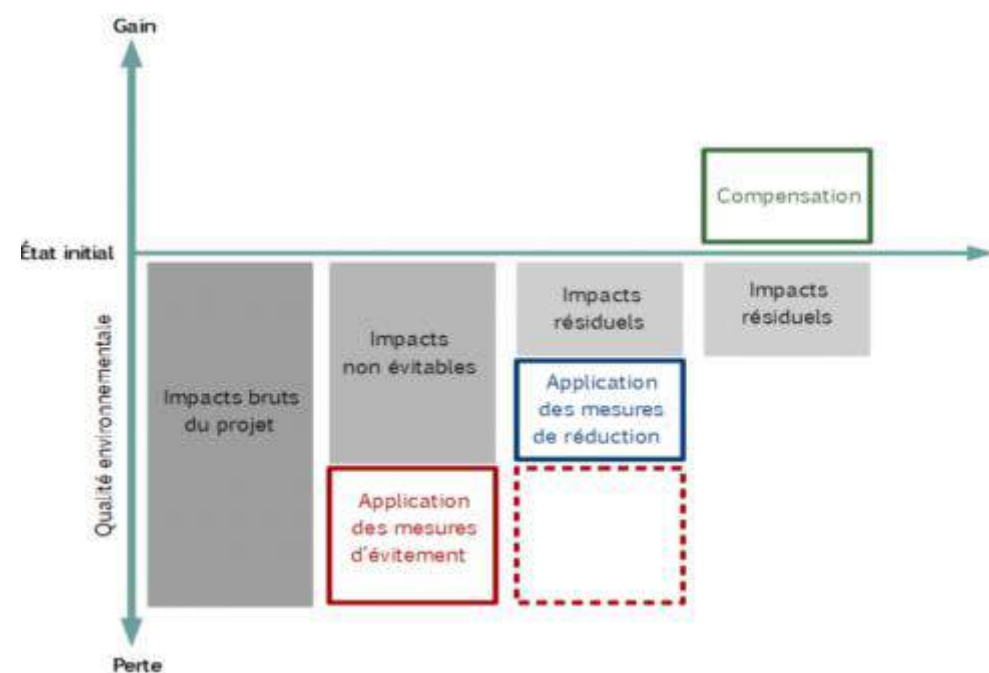 Gain
Compensation
État initial
Qualité environnementale
Impacts bruts
du projet
Impacts
non évitables
Application
des mesures
d'évitement
Impacts
résiduels
Application
des mesures
de réduction
Impacts
résiduels
Perte